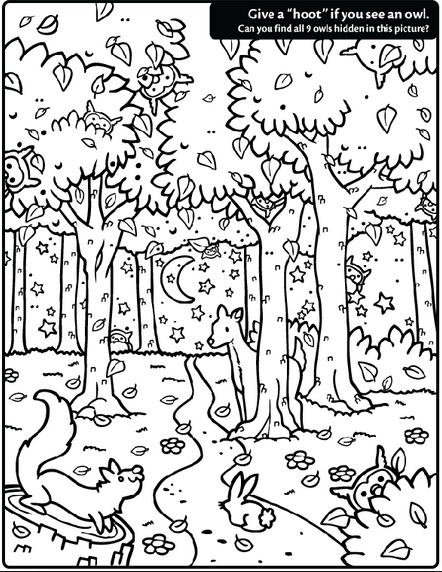 Give a “hoot” if you see an owl.
Can you find all 9 owls hidden in this picture?